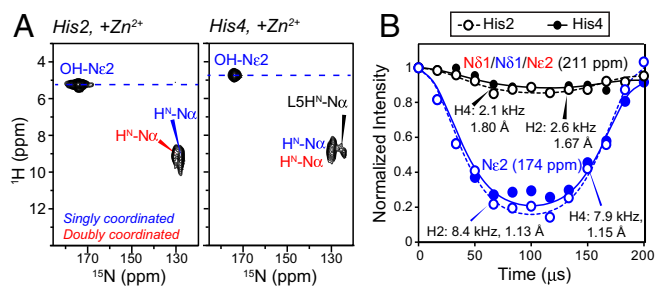 A
His2, +Zn2+
His4, +Zn2+
4
6
8
10
12
14
1H (ppm)
OH-Nε2
HN-Nα
HN-Nα
Singly coordinated
Doubly coordinated
170
150
130
15N (ppm)
OH-Nε2
L5HN-Nα
HN-Nα
HN-Nα
170
150
130
15N (ppm)
B
His2
His4
Nδ1/Nδ1/Nε2 (211 ppm)
1
0.8
0.6
0.4
0.2
0
Normalized Intensity
H4: 2.1 kHz
1.80 Å
H2: 2.6 kHz
1.67 Å
Nε2 (174 ppm)
H2: 8.4 kHz, 1.13 Å
H4: 7.9 kHz,
1.15 Å
0
50
100
150
200
Time (μs)